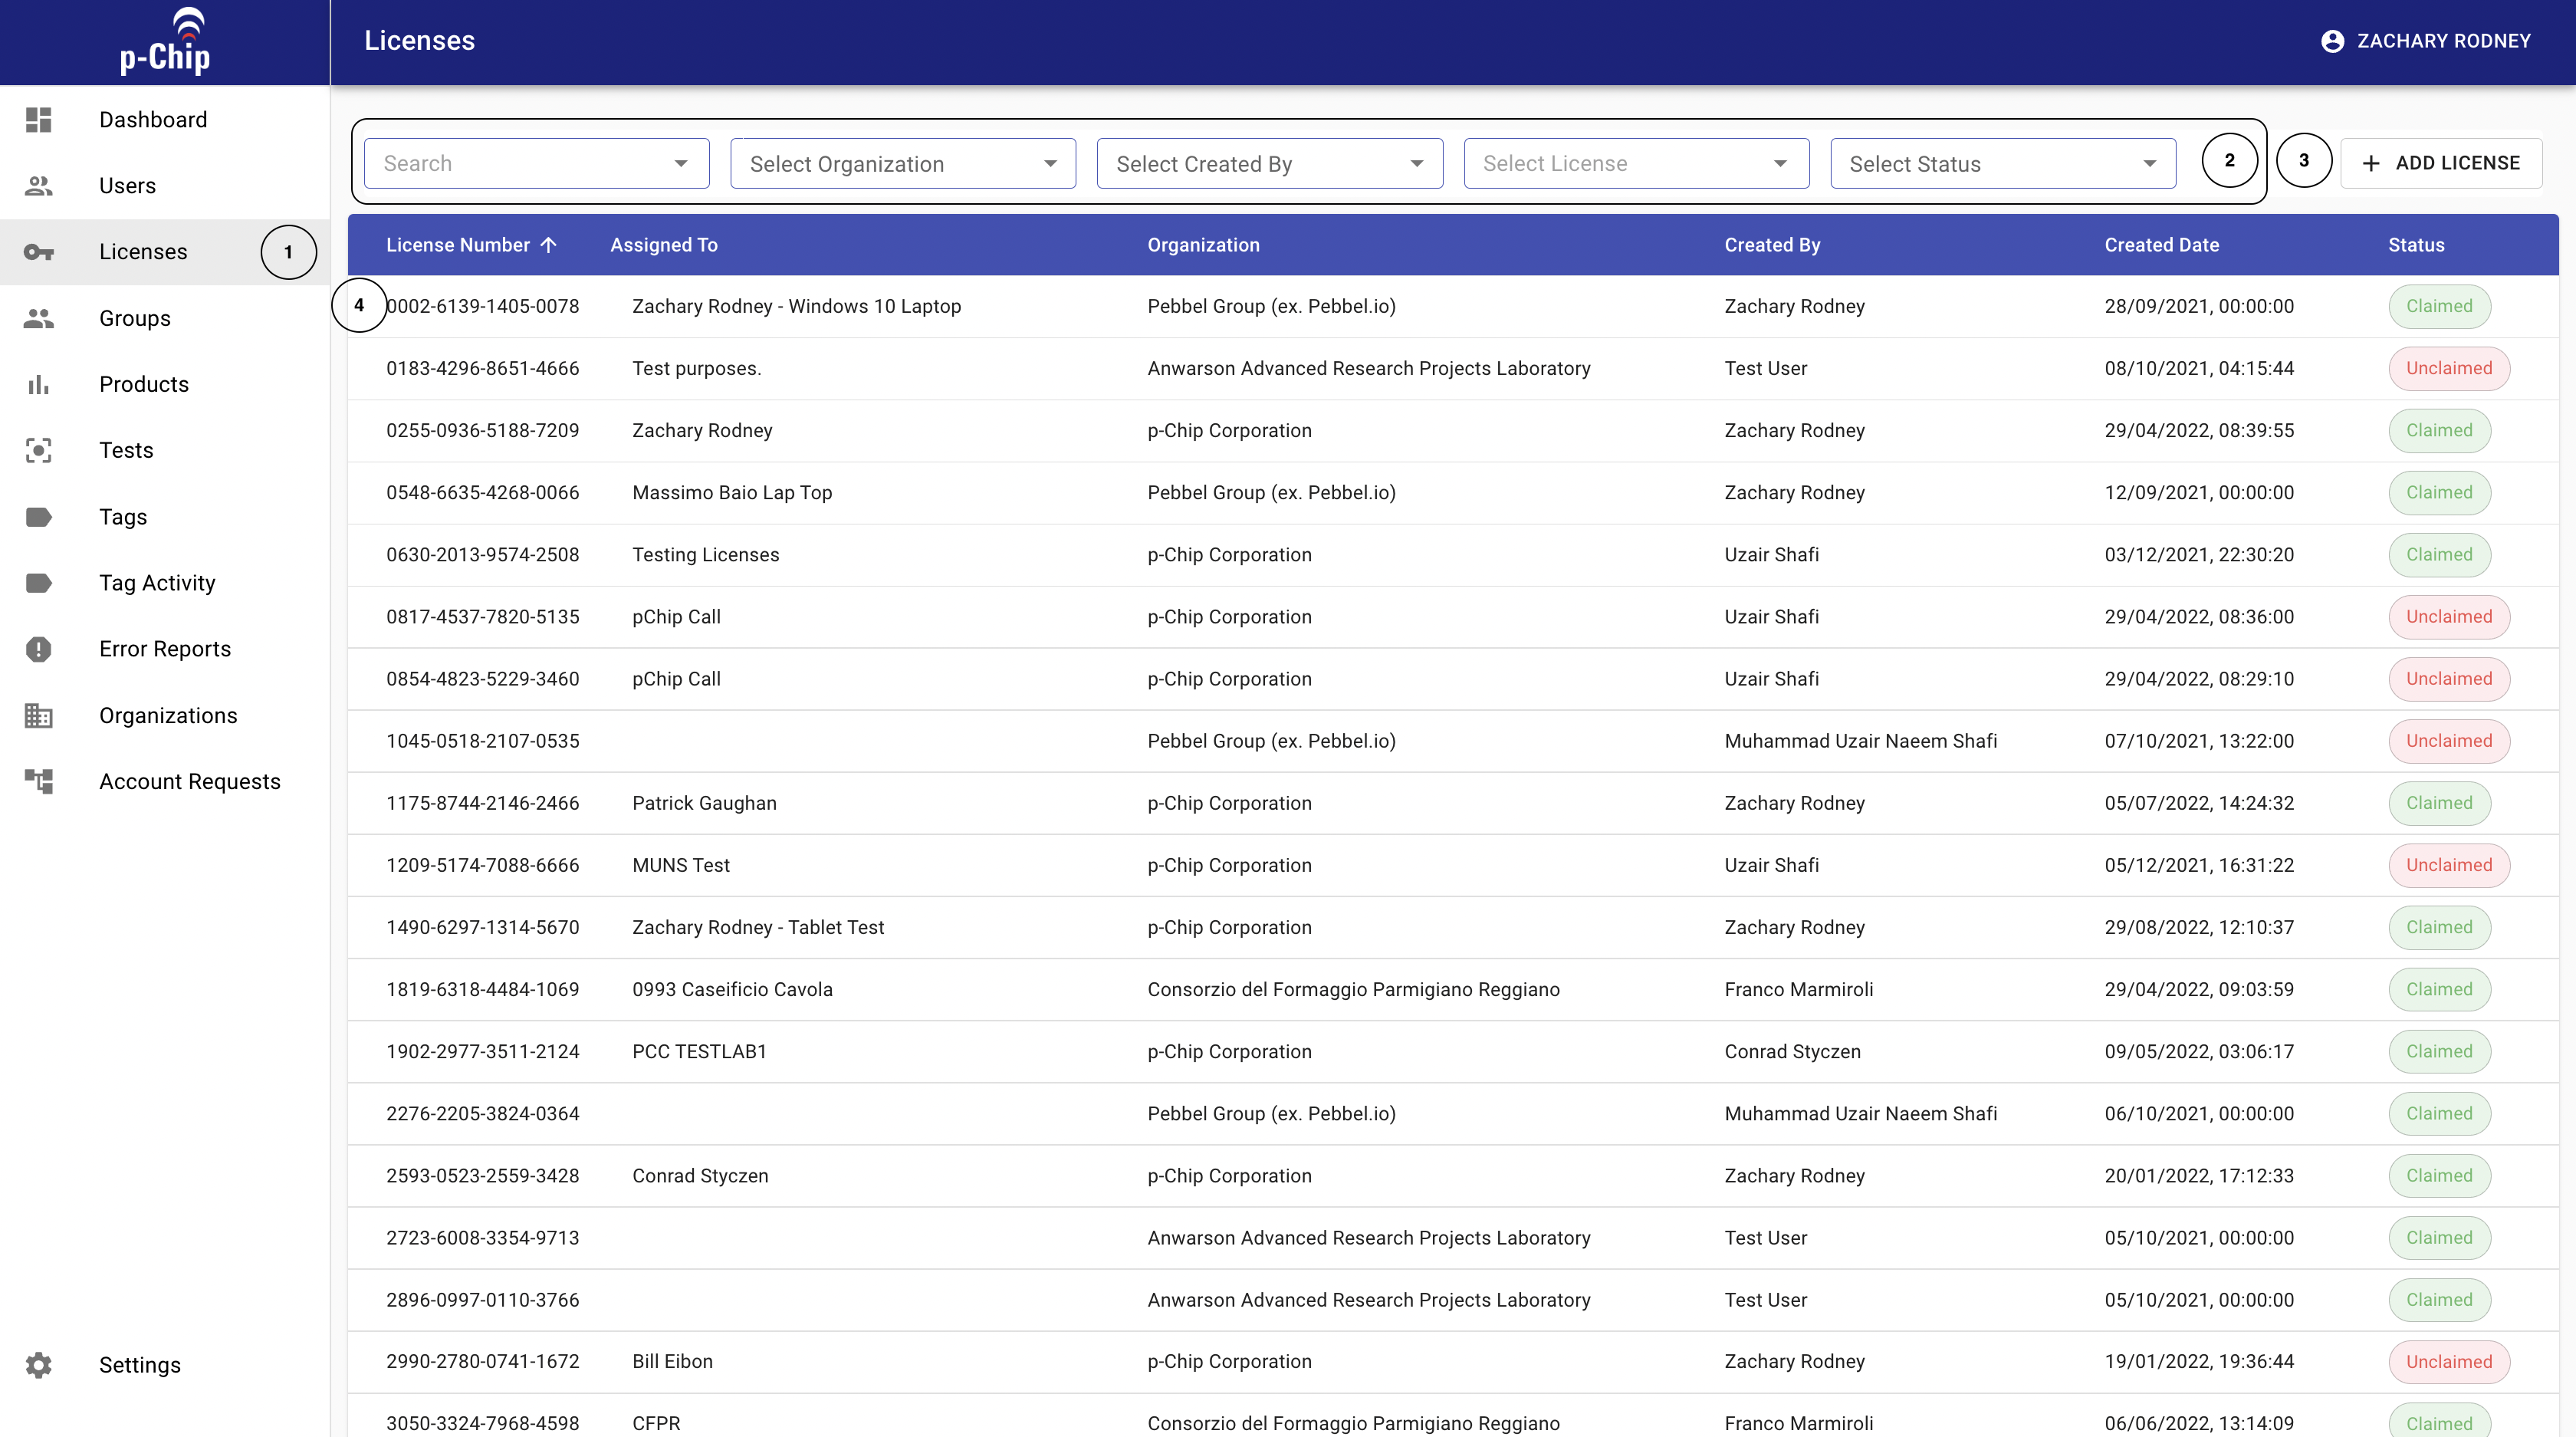 p-Chip
Licenses
ZACHARY RODNEY
Dashboard
Users
Licenses 1
Groups
Products
Tests
Tags
Tag Activity
Error Reports
Organizations
Account Requests
Settings
Search Select Organization Select Created By Select License Select Status 2 3 + ADD LICENSE
License Number ↑ Assigned To Organization Created By Created Date Status
4 0002-6139-1405-0078 Zachary Rodney - Windows 10 Laptop Pebbel Group (ex. Pebbel.io) Zachary Rodney 28/09/2021, 00:00:00 Claimed
0183-4296-8651-4666 Test purposes. Anwarson Advanced Research Projects Laboratory Test User 08/10/2021, 04:15:44 Unclaimed
0255-0936-5188-7209 Zachary Rodney p-Chip Corporation Zachary Rodney 29/04/2022, 08:39:55 Claimed
0548-6635-4268-0066 Massimo Baio Lap Top Pebbel Group (ex. Pebbel.io) Zachary Rodney 12/09/2021, 00:00:00 Claimed
0630-2013-9574-2508 Testing Licenses p-Chip Corporation Uzair Shafi 03/12/2021, 22:30:20 Claimed
0817-4537-7820-5135 pChip Call p-Chip Corporation Uzair Shafi 29/04/2022, 08:36:00 Unclaimed
0854-4823-5229-3460 pChip Call p-Chip Corporation Uzair Shafi 29/04/2022, 08:29:10 Unclaimed
1045-0518-2107-0535 Pebbel Group (ex. Pebbel.io) Muhammad Uzair Naeem Shafi 07/10/2021, 13:22:00 Unclaimed
1175-8744-2146-2466 Patrick Gaughan p-Chip Corporation Zachary Rodney 05/07/2022, 14:24:32 Claimed
1209-5174-7088-6666 MUNS Test p-Chip Corporation Uzair Shafi 05/12/2021, 16:31:22 Unclaimed
1490-6297-1314-5670 Zachary Rodney - Tablet Test p-Chip Corporation Zachary Rodney 29/08/2022, 12:10:37 Claimed
1819-6318-4484-1069 0993 Caseificio Cavola Consorzio del Formaggio Parmigiano Reggiano Franco Marmiroli 29/04/2022, 09:03:59 Claimed
1902-2977-3511-2124 PCC TESTLAB1 p-Chip Corporation Conrad Styczen 09/05/2022, 03:06:17 Claimed
2276-2205-3824-0364 Pebbel Group (ex. Pebbel.io) Muhammad Uzair Naeem Shafi 06/10/2021, 00:00:00 Claimed
2593-0523-2559-3428 Conrad Styczen p-Chip Corporation Zachary Rodney 20/01/2022, 17:12:33 Claimed
2723-6008-3354-9713 Anwarson Advanced Research Projects Laboratory Test User 05/10/2021, 00:00:00 Claimed
2896-0997-0110-3766 Anwarson Advanced Research Projects Laboratory Test User 05/10/2021, 00:00:00 Claimed
2990-2780-0741-1672 Bill Eibon p-Chip Corporation Zachary Rodney 19/01/2022, 19:36:44 Unclaimed
3050-3324-7968-4598 CFPR Consorzio del Formaggio Parmigiano Reggiano Franco Marmiroli 06/06/2022, 13:14:09 Claimed